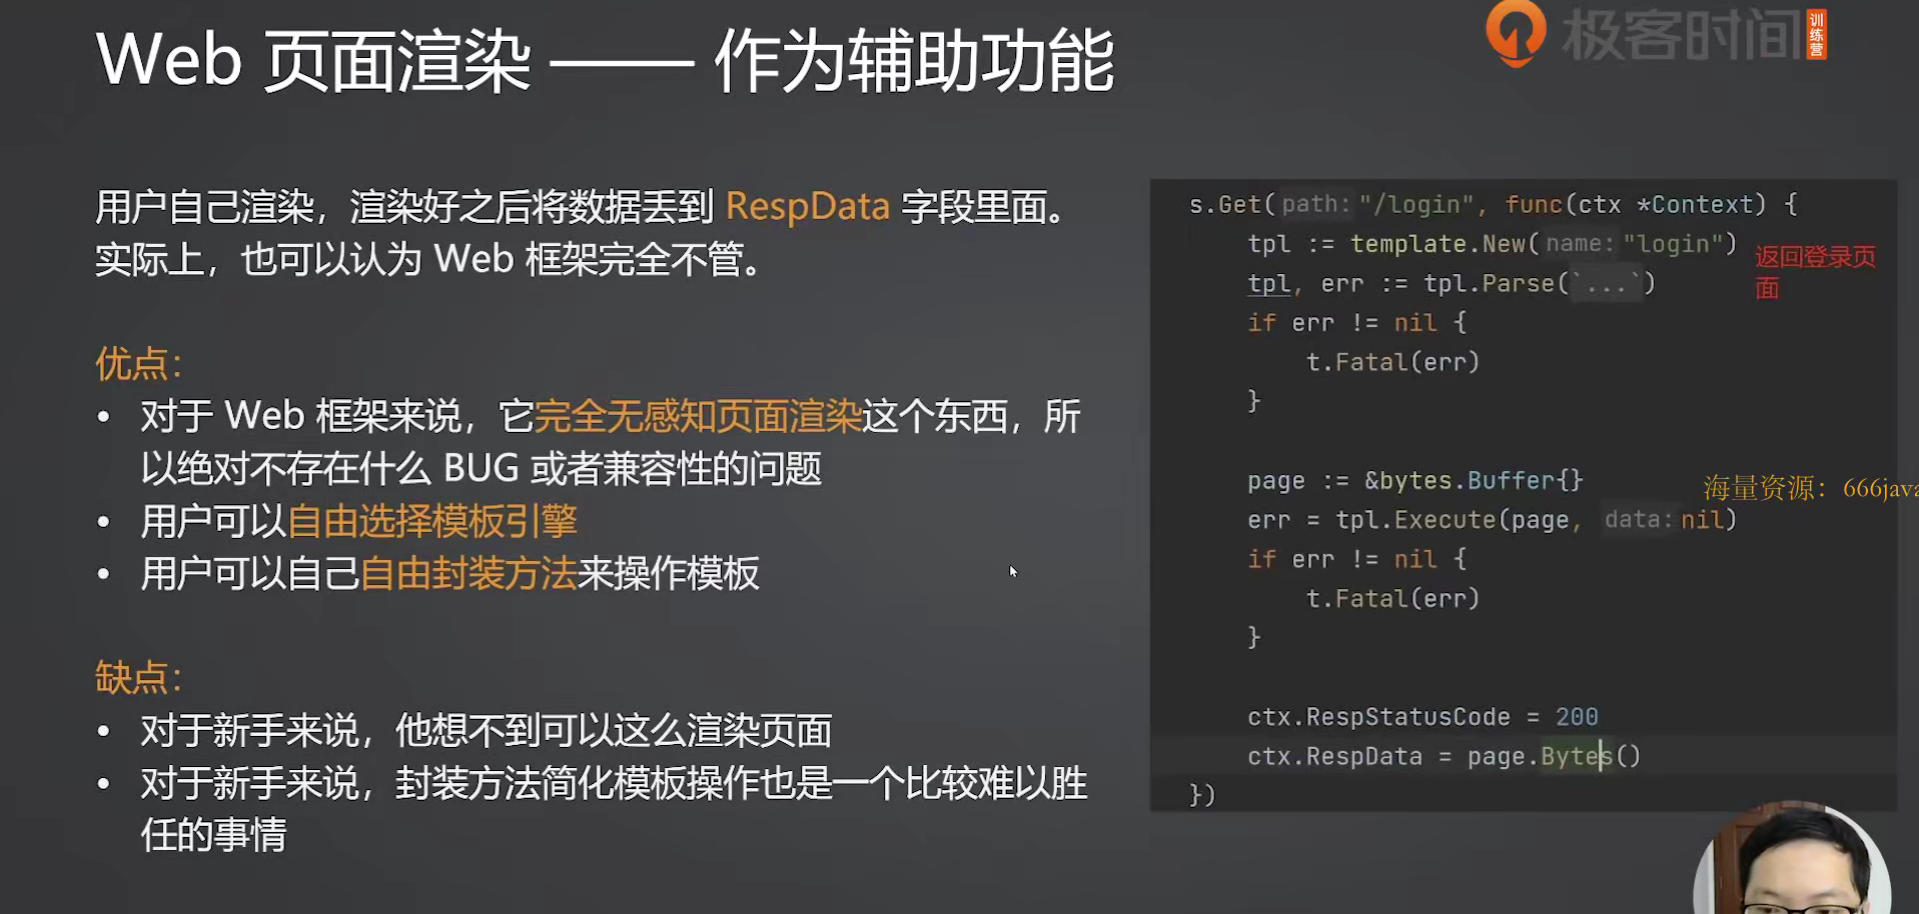 Web 页面渲染 —— 作为辅助功能
极客时间
训练营
用户自己渲染，渲染好之后将数据丢到 RespData 字段里面。
实际上，也可以认为 Web 框架完全不管。
优点：
• 对于 Web 框架来说，它完全无感知页面渲染这个东西，所
以绝对不存在什么 BUG 或者兼容性的问题
• 用户可以自由选择模板引擎
• 用户可以自己自由封装方法来操作模板
缺点：
• 对于新手来说，他想不到可以这么渲染页面
• 对于新手来说，封装方法简化模板操作也是一个比较难以胜
任的事情
s.Get( path: "/login", func(ctx *Context) {
tpl := template.New( name: "login")
tpl, err := tpl.Parse(`...`)
if err != nil {
t.Fatal(err)
}
page := &bytes.Buffer{}
err = tpl.Execute(page, data: nil)
if err != nil {
t.Fatal(err)
}
ctx.RespStatusCode = 200
ctx.RespData = page.Bytes()
})
返回登录页
面
海量资源：666java